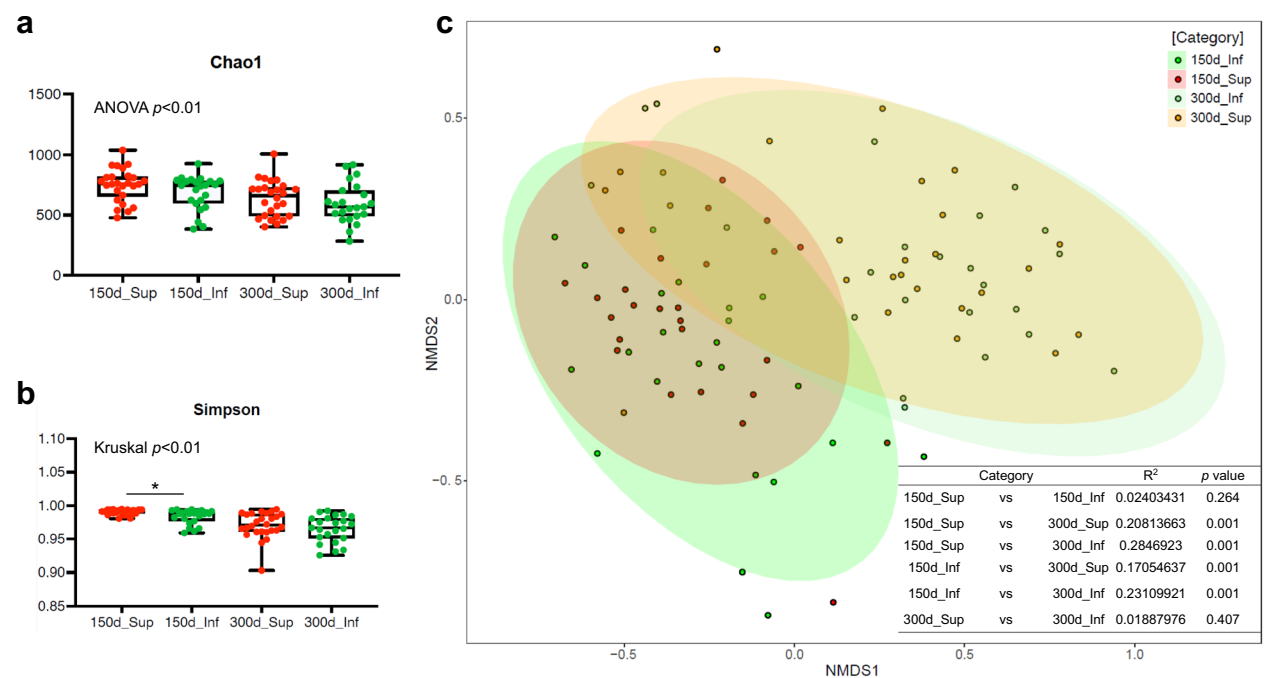 a
Chao1
ANOVA p<0.01
1500
1000
500
0
150d_Sup 150d_Inf 300d_Sup 300d_Inf
b
Simpson
Kruskal p<0.01
*
1.10
1.05
1.00
0.95
0.90
0.85
150d_Sup 150d_Inf 300d_Sup 300d_Inf
c
[Category]
150d_Inf
150d_Sup
300d_Inf
300d_Sup
NMDS2
0.5
0.0
−0.5
Category R² p value
150d_Sup vs 150d_Inf 0.02403431 0.264
150d_Sup vs 300d_Sup 0.20813663 0.001
150d_Sup vs 300d_Inf 0.2846923 0.001
150d_Inf vs 300d_Sup 0.17054637 0.001
150d_Inf vs 300d_Inf 0.23109921 0.001
300d_Sup vs 300d_Inf 0.01887976 0.407
−0.5 0.0 0.5 1.0
NMDS1